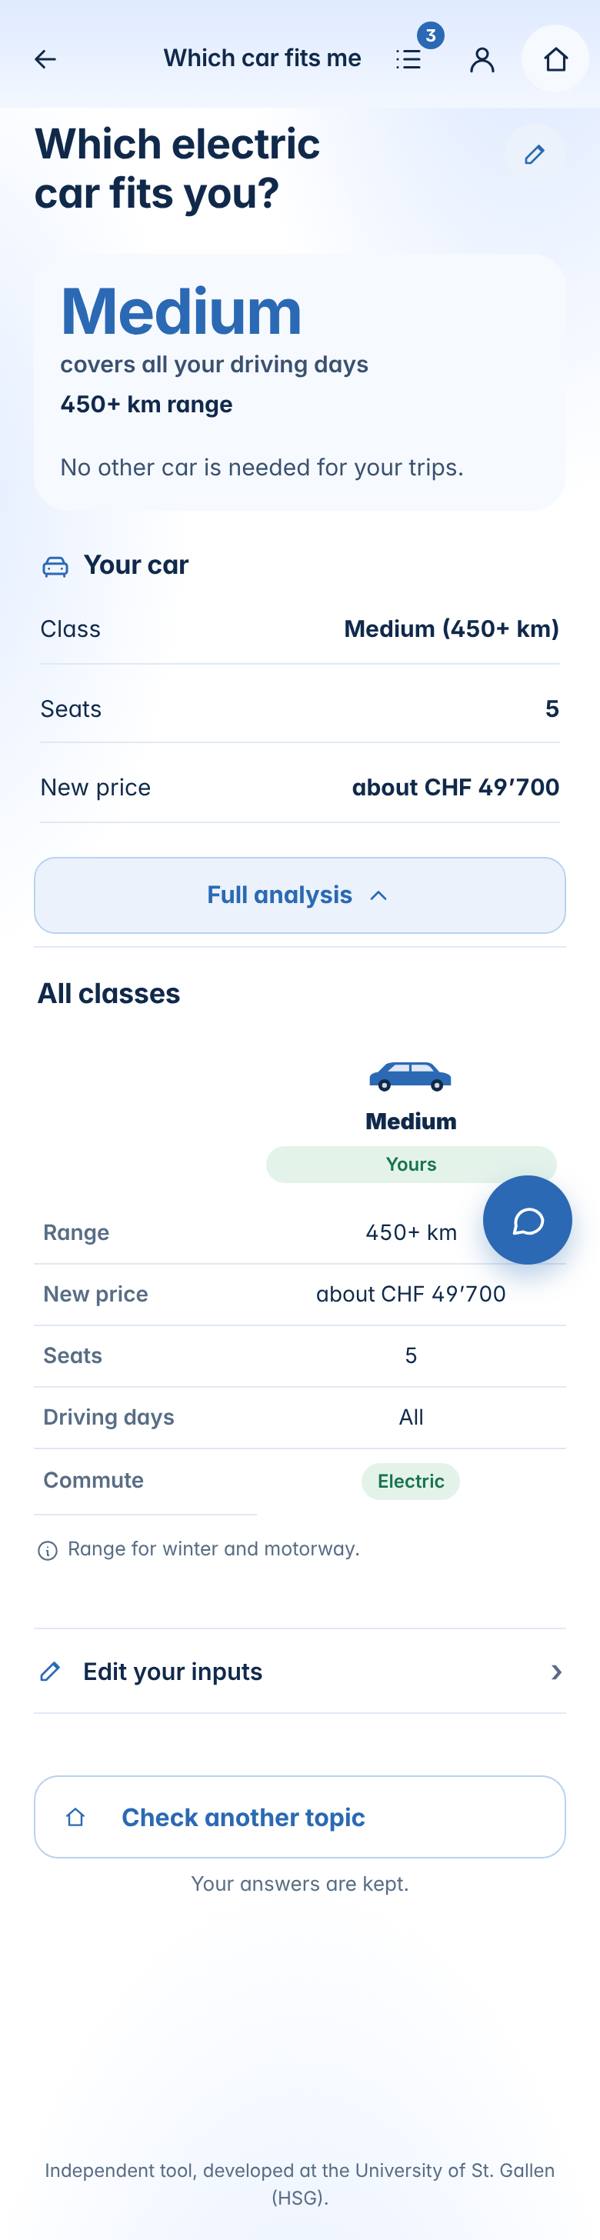 Which car fits me
3
Which electric
car fits you?
Medium
covers all your driving days
450+ km range
No other car is needed for your trips.
Your car
Class Medium (450+ km)
Seats 5
New price about CHF 49’700
Full analysis
All classes
Medium
Yours
Range 450+ km
New price about CHF 49’700
Seats 5
Driving days All
Commute Electric
Range for winter and motorway.
Edit your inputs
Check another topic
Your answers are kept.
Independent tool, developed at the University of St. Gallen
(HSG).